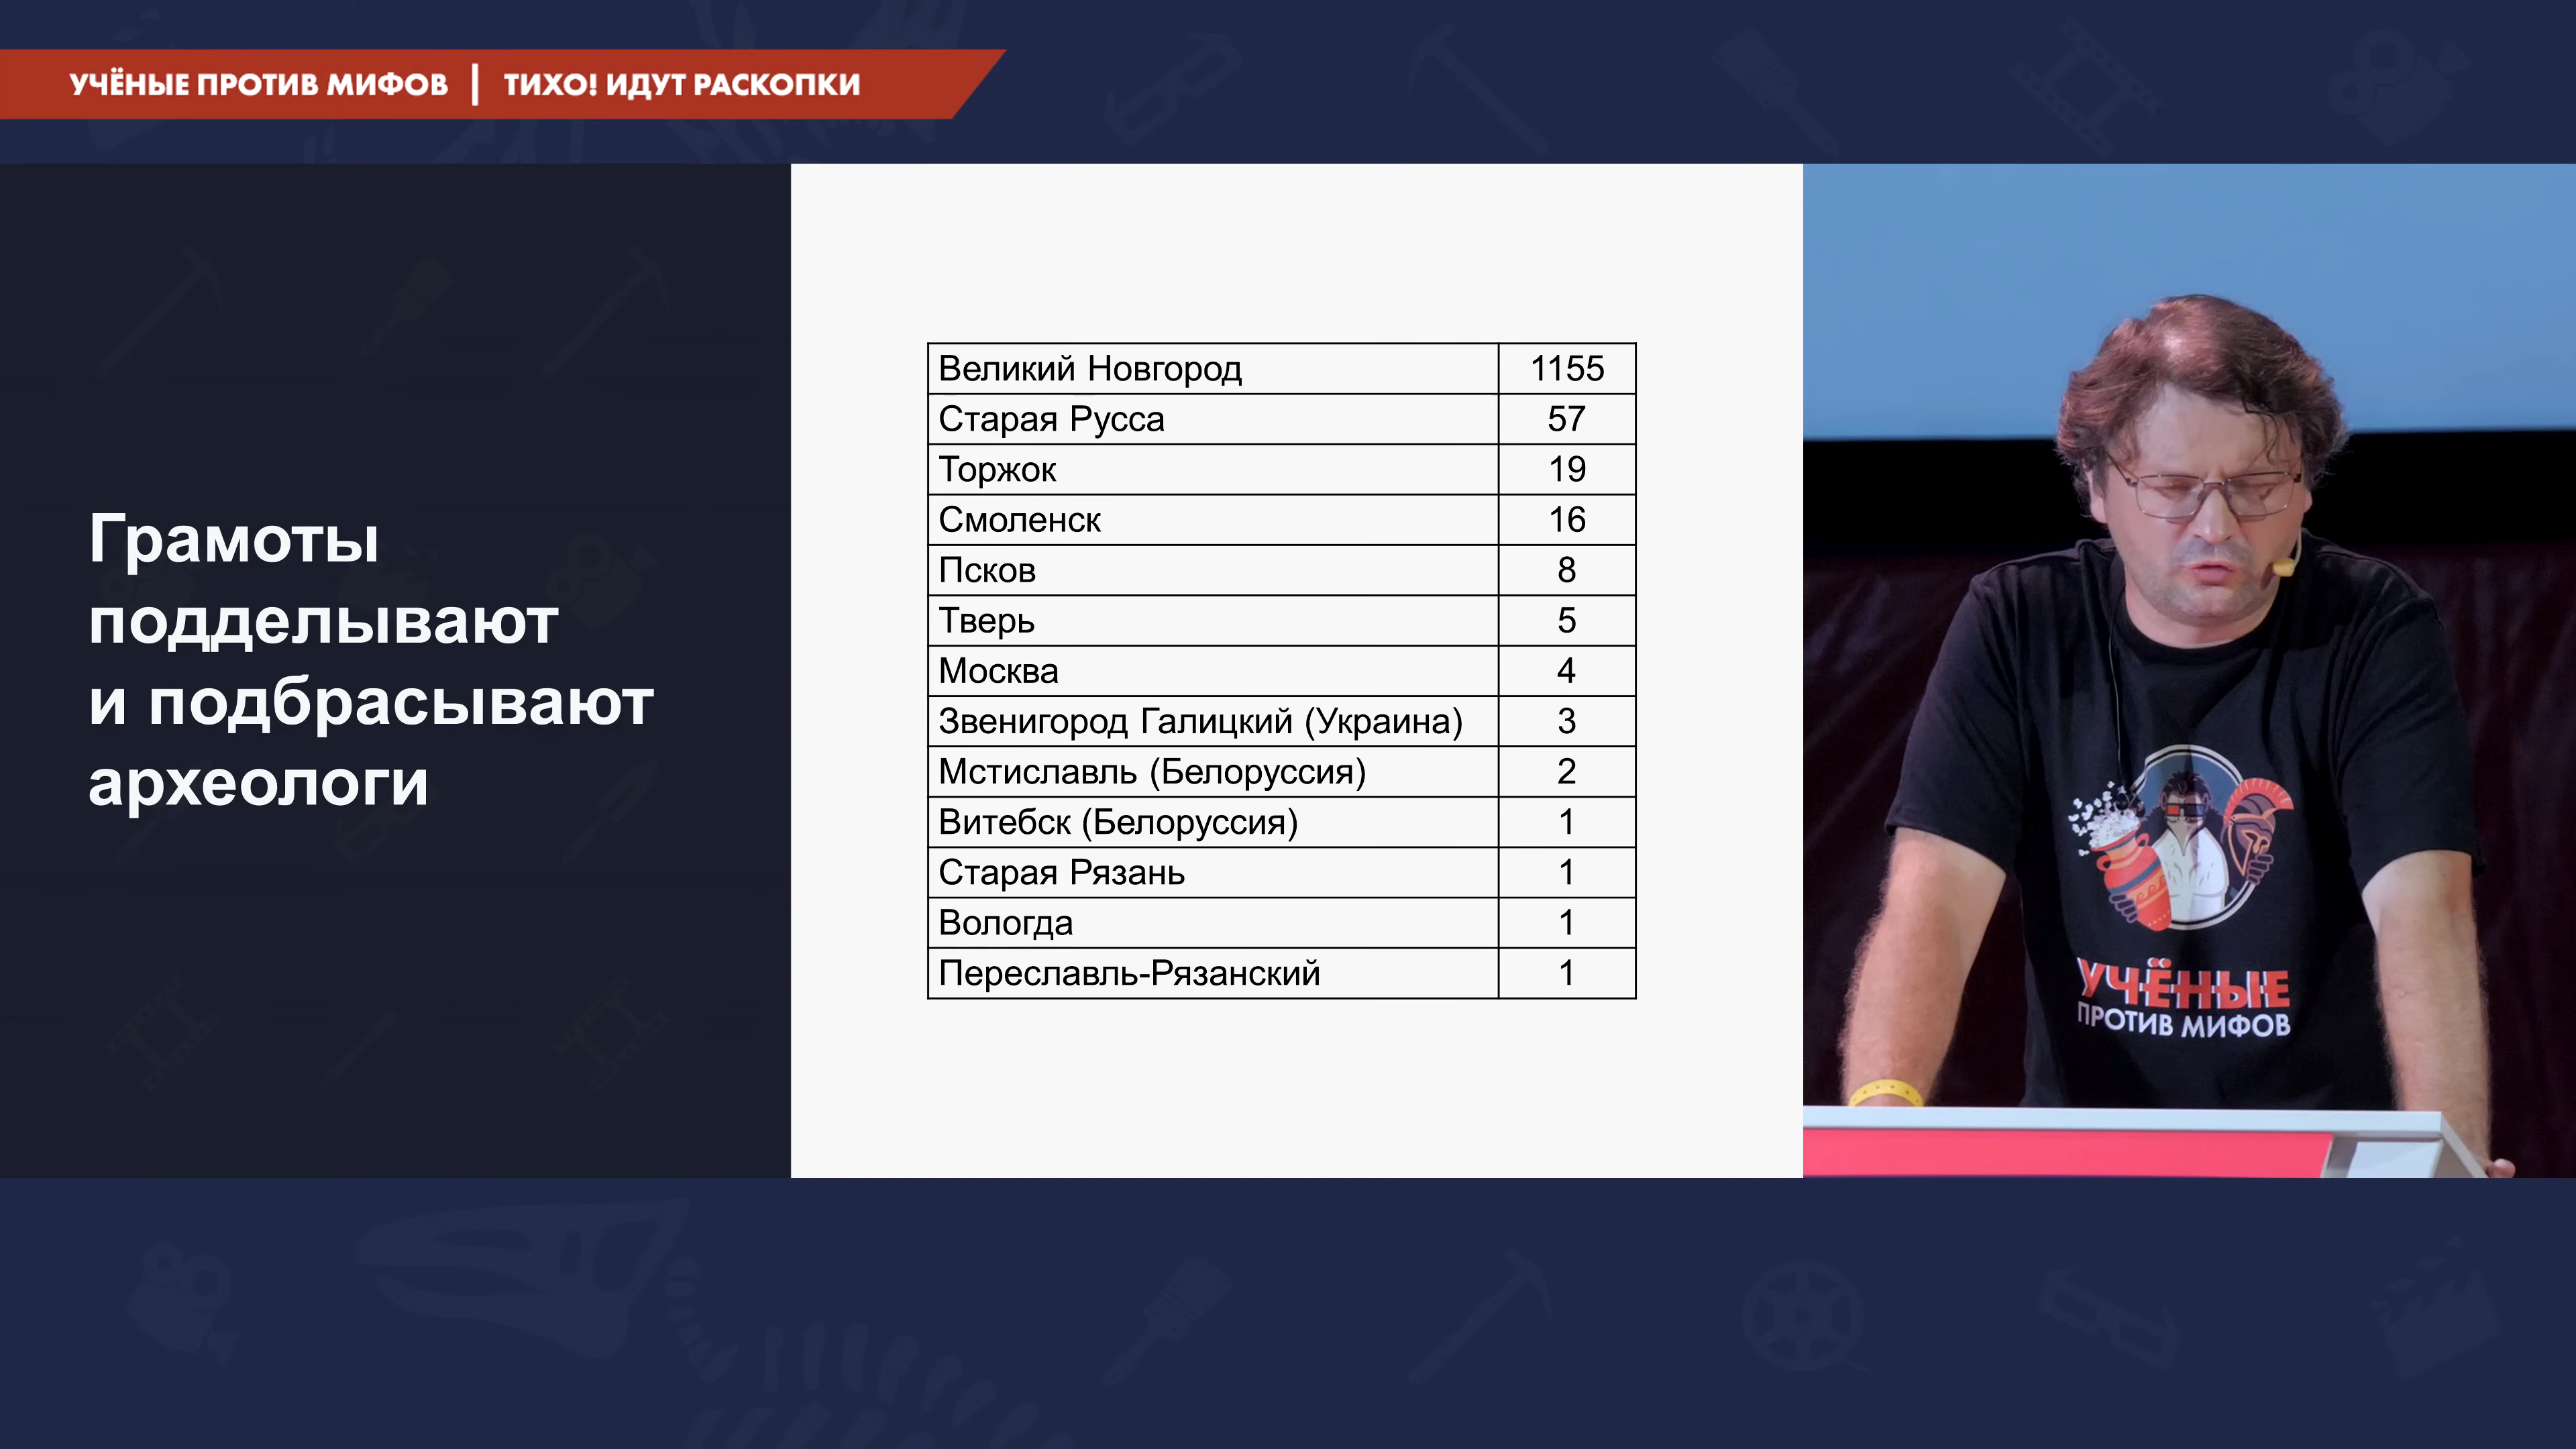 УЧЁНЫЕ ПРОТИВ МИФОВ | ТИХО! ИДУТ РАСКОПКИ
Грамоты
подделывают
и подбрасывают
археологи
Великий Новгород 1155
Старая Русса 57
Торжок 19
Смоленск 16
Псков 8
Тверь 5
Москва 4
Звенигород Галицкий (Украина) 3
Мстиславль (Белоруссия) 2
Витебск (Белоруссия) 1
Старая Рязань 1
Вологда 1
Переславль-Рязанский 1
УЧЁНЫЕ
ПРОТИВ МИФОВ